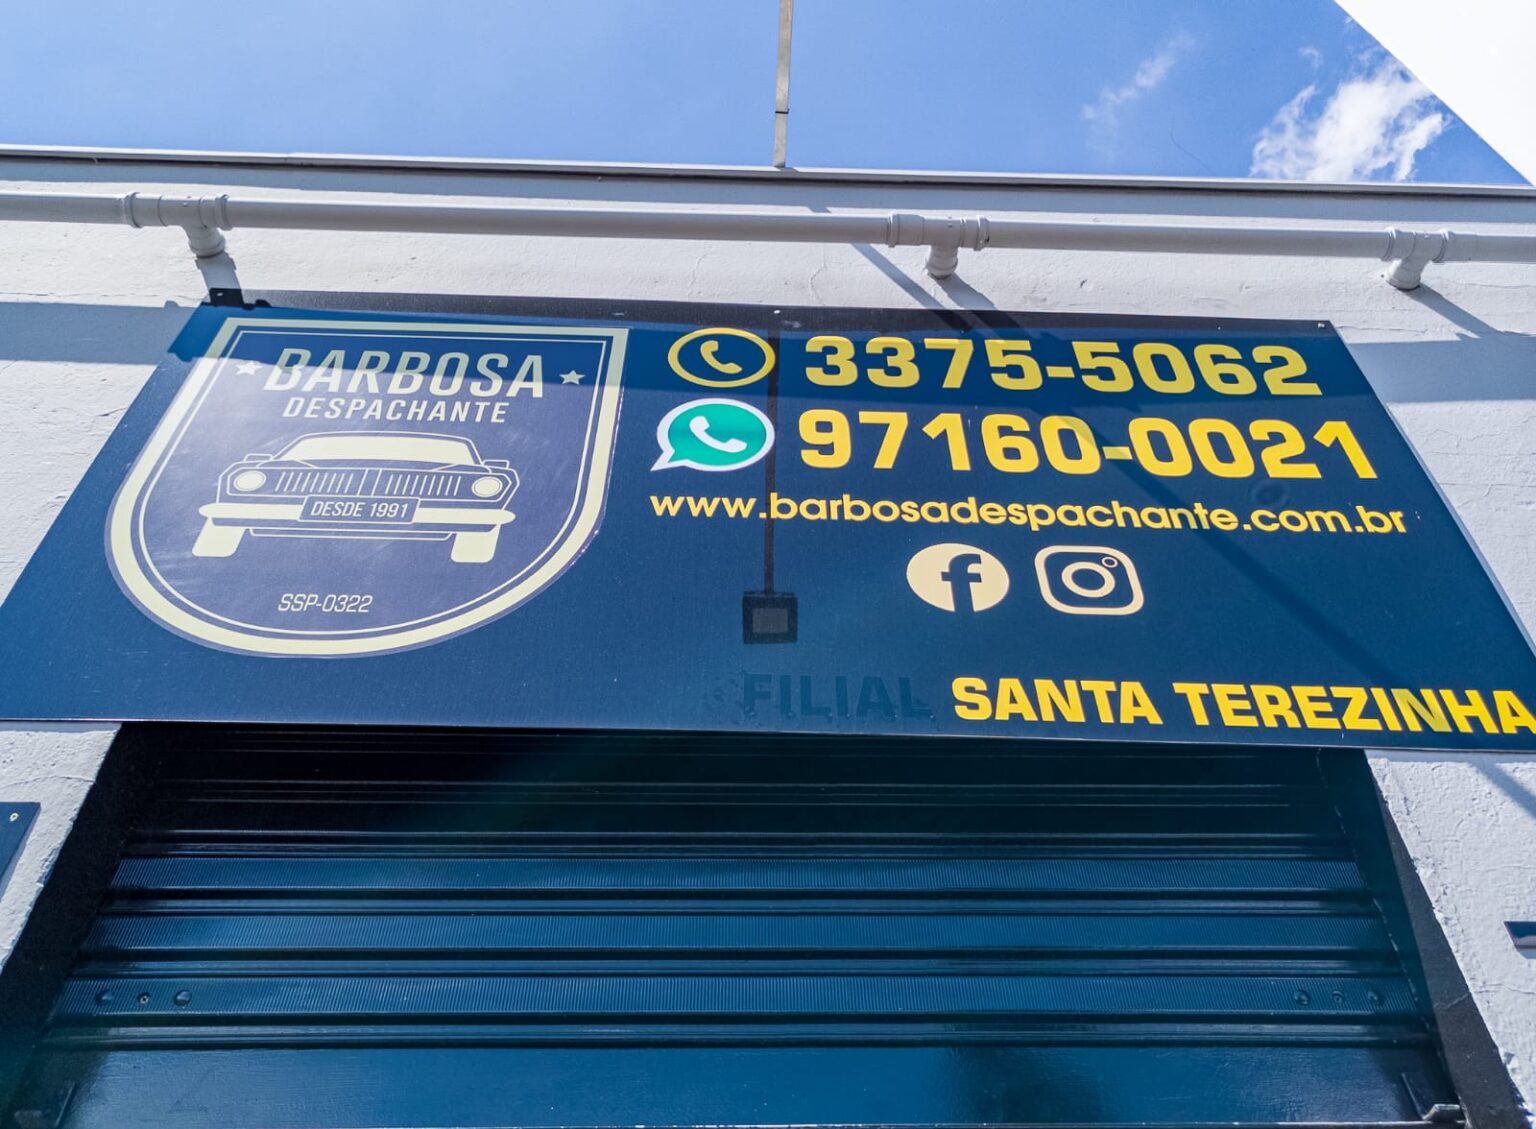 BARBOSA
DESPACHANTE
DESDE 1991
SSP-0322
3375-5062
97160-0021
www.barbosadespachante.com.br
FILIAL SANTA TEREZINHA